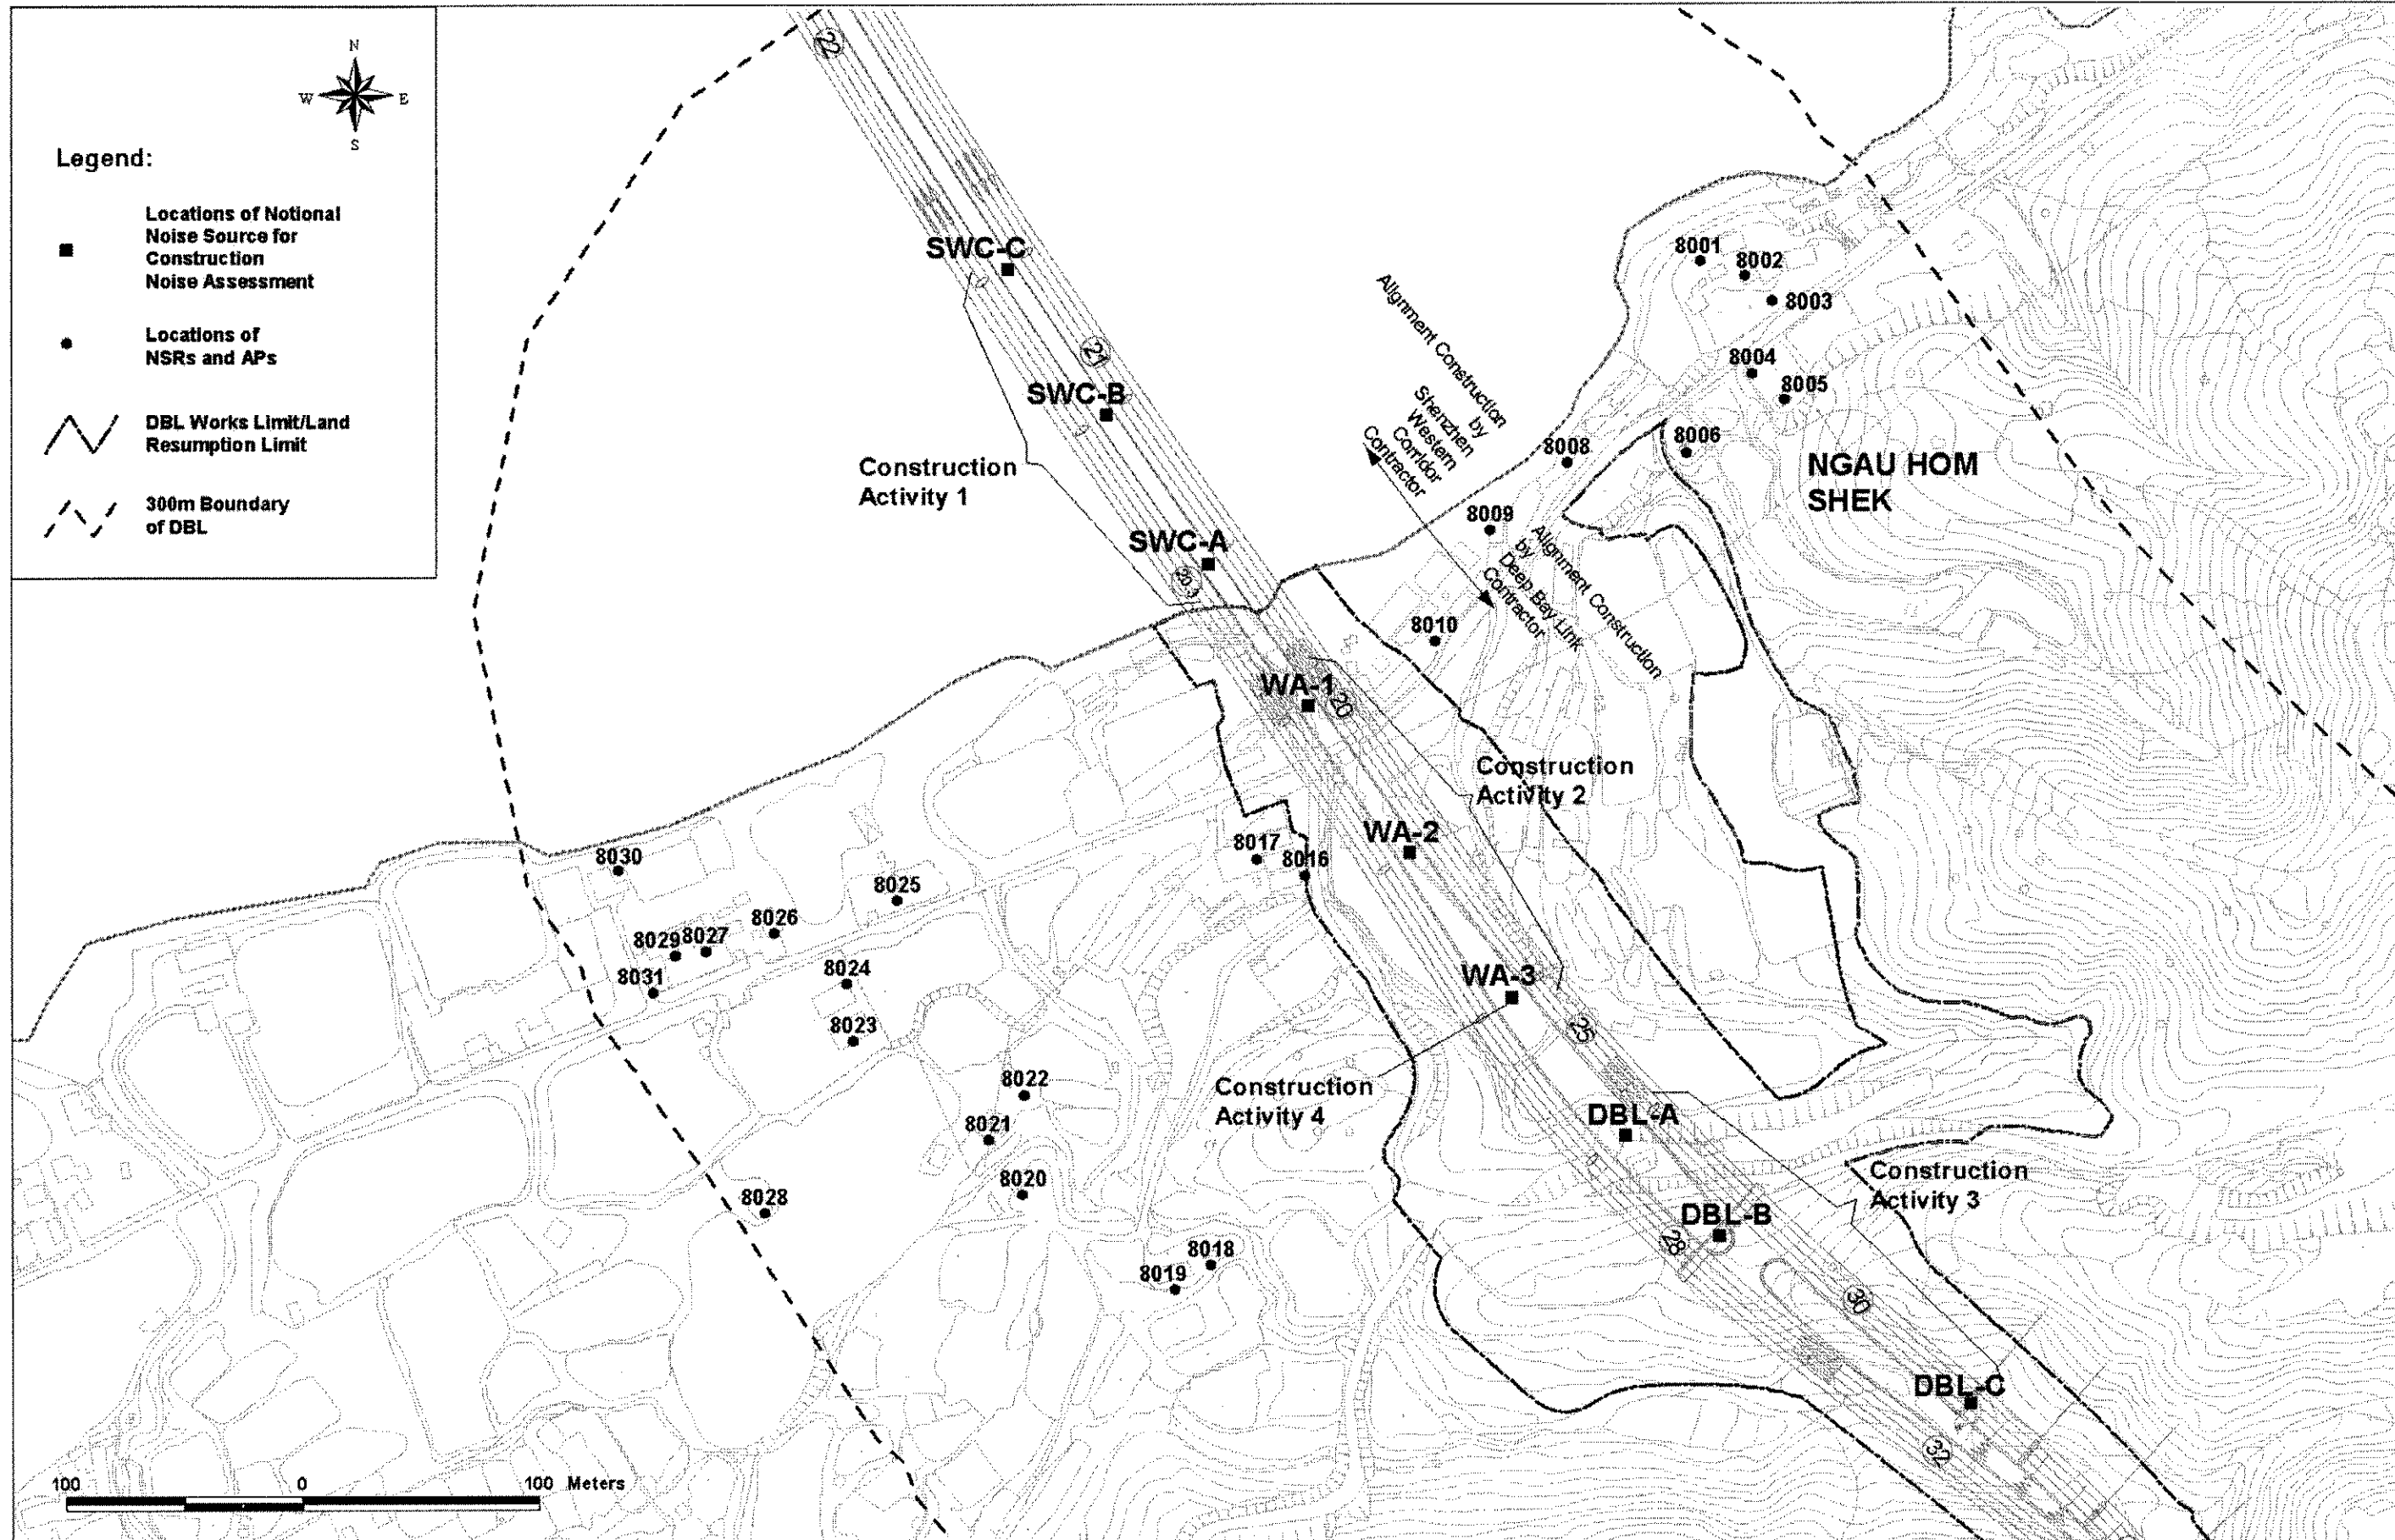 N
W
E
S
Legend:
Locations of Notional
Noise Source for
Construction
Noise Assessment
Locations of
NSRs and APs
DBL Works Limit/Land
Resumption Limit
300m Boundary
of DBL
22
SWC-C
21
SWC-B
Construction
Activity 1
SWC-A
Alignment Construction
by
Shenzhen
Western
Corridor
Contractor
Alignment Construction
by
Deep Bay Link
Contractor
8001
8002
8003
8004
8005
8006
8008
8009
8010
NGAU HOM
SHEK
WA-1
20
Construction
Activity 2
WA-2
8017
8016
8030
8025
8026
8029
8027
8031
8024
8023
WA-3
25
8022
8021
8020
Construction
Activity 4
DBL-A
Construction
Activity 3
DBL-B
28
8028
8018
8019
30
DBL-C
32
100
0
100 Meters